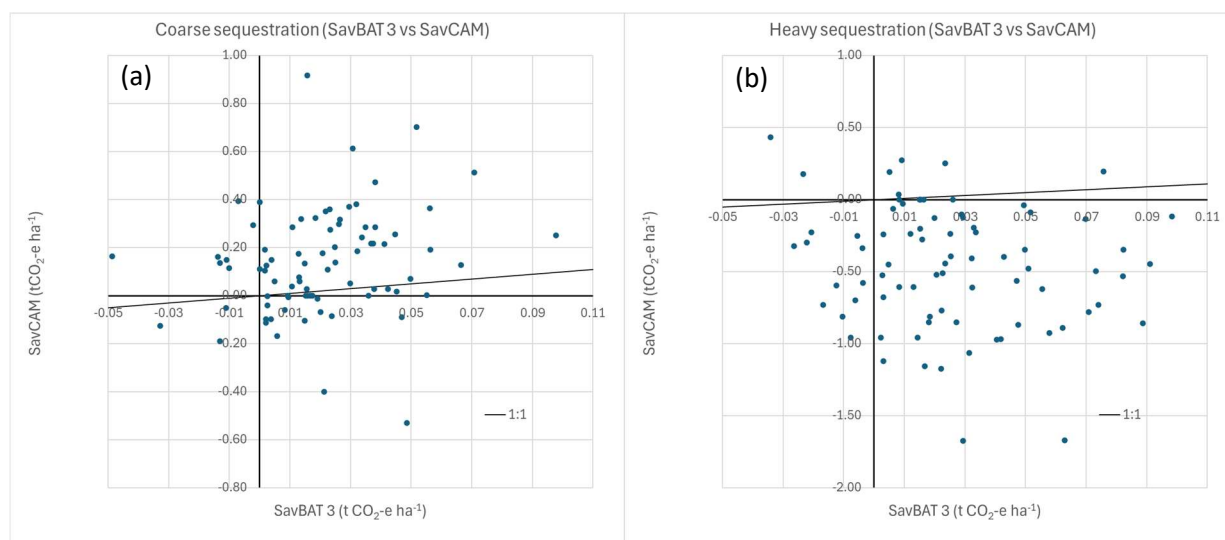 Coarse sequestration (SavBAT 3 vs SavCAM)
(a)
1.00
0.80
0.60
0.40
0.20
0.00
-0.20
-0.40
-0.60
-0.80
-0.05 -0.03 -0.01 0.01 0.03 0.05 0.07 0.09 0.11
SavCAM (tCO2-e ha-1)
SavBAT 3 (t CO2-e ha-1)
1:1
Heavy sequestration (SavBAT 3 vs SavCAM)
(b)
1.00
0.50
0.00
-0.50
-1.00
-1.50
-2.00
-0.05 -0.03 -0.01 0.01 0.03 0.05 0.07 0.09 0.11
SavCAM (tCO2-e ha-1)
SavBAT 3 (t CO2-e ha-1)
1:1